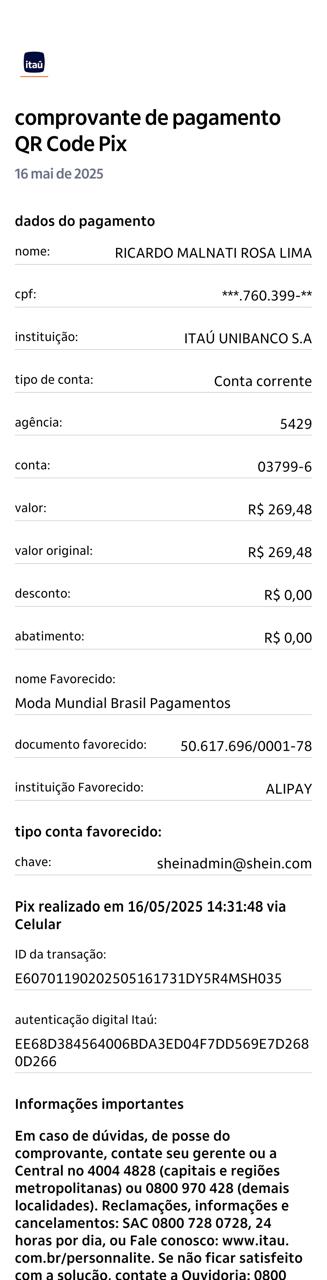 itaú
comprovante de pagamento
QR Code Pix
16 mai de 2025
dados do pagamento
nome: RICARDO MALNATI ROSA LIMA
cpf: ***.760.399-**
instituição: ITAÚ UNIBANCO S.A
tipo de conta: Conta corrente
agência: 5429
conta: 03799-6
valor: R$ 269,48
valor original: R$ 269,48
desconto: R$ 0,00
abatimento: R$ 0,00
nome Favorecido:
Moda Mundial Brasil Pagamentos
documento favorecido: 50.617.696/0001-78
instituição Favorecido: ALIPAY
tipo conta favorecido:
chave: sheinadmin@shein.com
Pix realizado em 16/05/2025 14:31:48 via
Celular
ID da transação:
E60701190202505161731DY5R4MSH035
autenticação digital Itaú:
EE68D384564006BDA3ED04F7DD569E7D268
0D266
Informações importantes
Em caso de dúvidas, de posse do
comprovante, contate seu gerente ou a
Central no 4004 4828 (capitais e regiões
metropolitanas) ou 0800 970 428 (demais
localidades). Reclamações, informações e
cancelamentos: SAC 0800 728 0728, 24
horas por dia, ou Fale conosco: www.itau.
com.br/personnalite. Se não ficar satisfeito
com a solução, contate a Ouvidoria: 0800